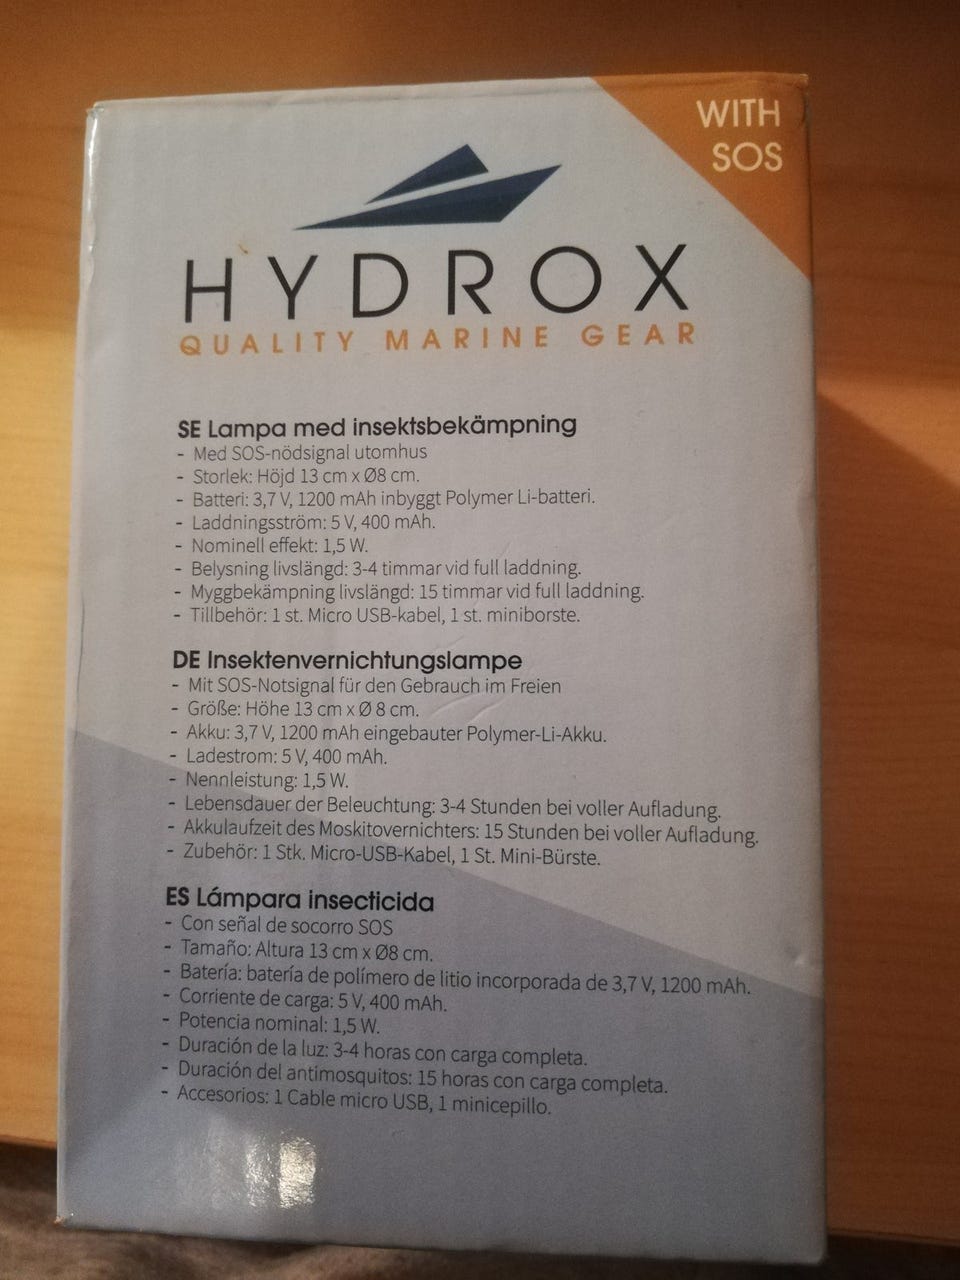 WITH
SOS
HYDROX
QUALITY MARINE GEAR
SE Lampa med insektsbekämpning
- Med SOS-nödsignal utomhus
- Storlek: Höjd 13 cm x Ø8 cm.
- Batteri: 3,7 V, 1200 mAh inbyggt Polymer Li-batteri.
- Laddningsström: 5 V, 400 mAh.
- Nominell effekt: 1,5 W.
- Belysning livslängd: 3-4 timmar vid full laddning.
- Myggbekämpning livslängd: 15 timmar vid full laddning.
- Tillbehör: 1 st. Micro USB-kabel, 1 st. miniborste.
DE Insektenvernichtungslampe
- Mit SOS-Notsignal für den Gebrauch im Freien
- Größe: Höhe 13 cm x Ø 8 cm.
- Akku: 3,7 V, 1200 mAh eingebauter Polymer-Li-Akku.
- Ladestrom: 5 V, 400 mAh.
- Nennleistung: 1,5 W.
- Lebensdauer der Beleuchtung: 3-4 Stunden bei voller Aufladung.
- Akkulaufzeit des Moskitovernichters: 15 Stunden bei voller Aufladung.
- Zubehör: 1 Stk. Micro-USB-Kabel, 1 St. Mini-Bürste.
ES Lámpara insecticida
- Con señal de socorro SOS
- Tamaño: Altura 13 cm x Ø8 cm.
- Batería: batería de polímero de litio incorporada de 3,7 V, 1200 mAh.
- Corriente de carga: 5 V, 400 mAh.
- Potencia nominal: 1,5 W.
- Duración de la luz: 3-4 horas con carga completa.
- Duración del antimosquitos: 15 horas con carga completa.
- Accesorios: 1 Cable micro USB, 1 minicepillo.